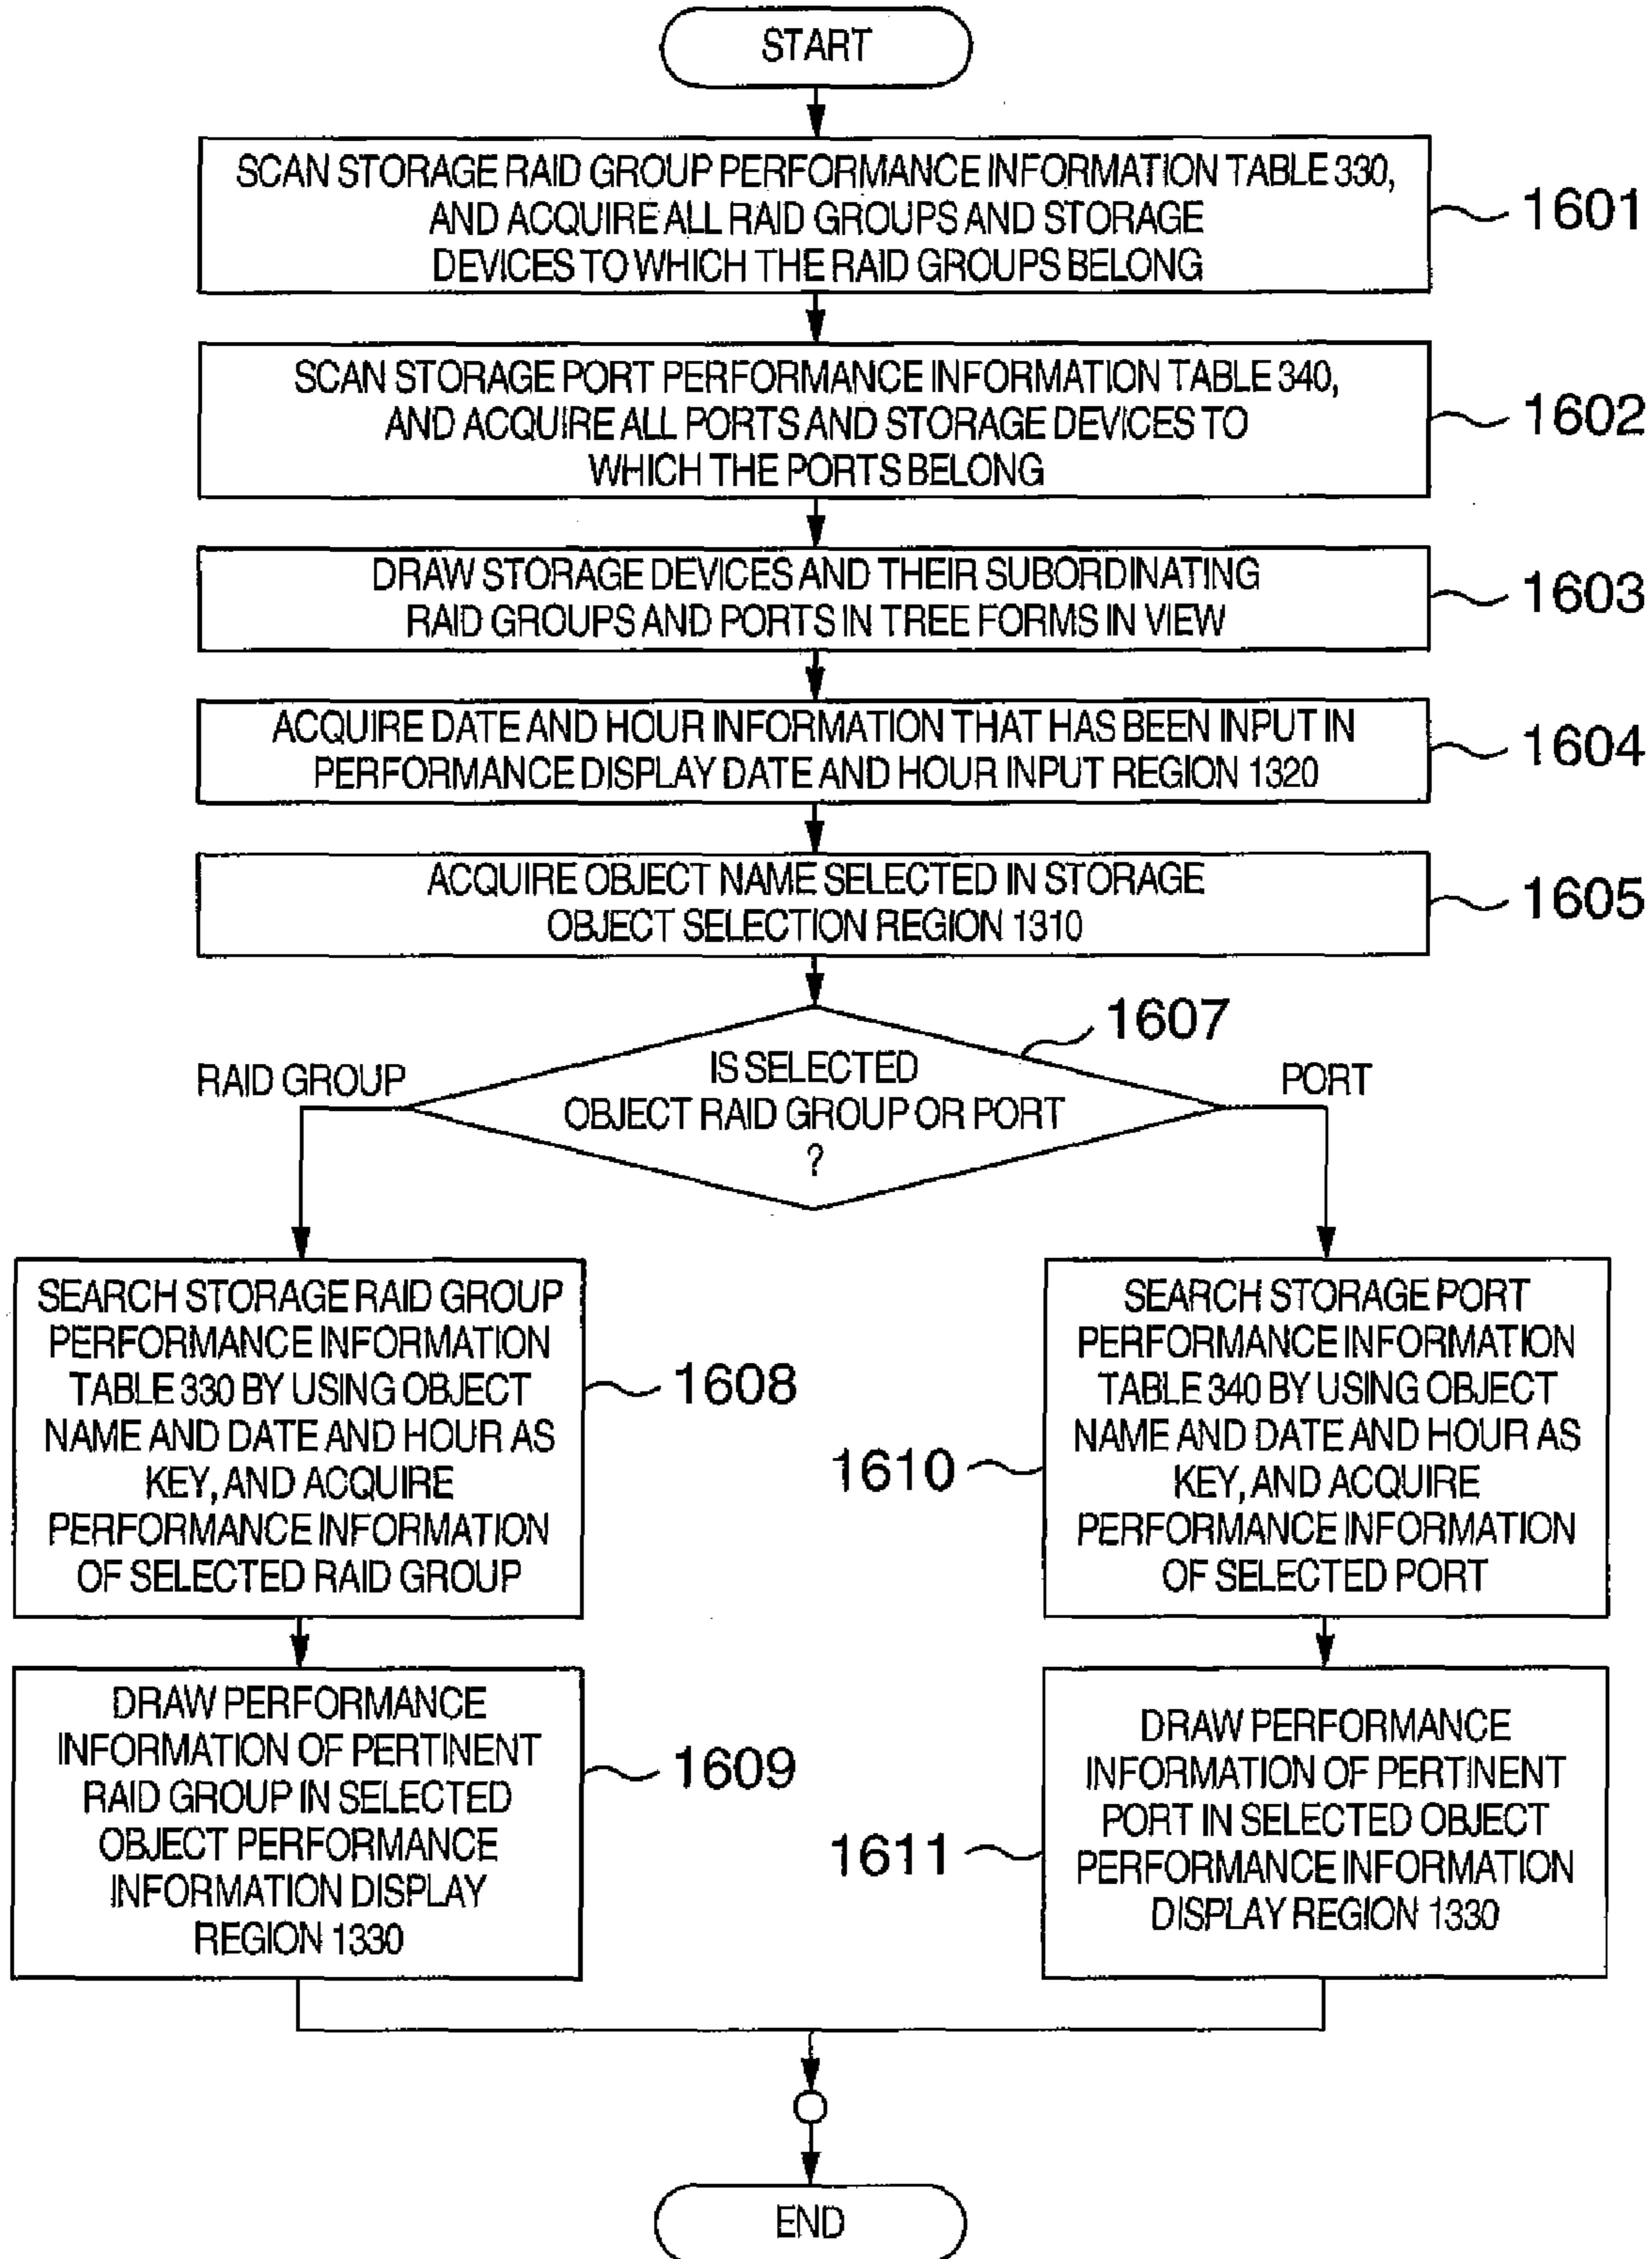 START
SCAN STORAGE RAID GROUP PERFORMANCE INFORMATION TABLE 330,
AND ACQUIRE ALL RAID GROUPS AND STORAGE
DEVICES TO WHICH THE RAID GROUPS BELONG
1601
SCAN STORAGE PORT PERFORMANCE INFORMATION TABLE 340,
AND ACQUIRE ALL PORTS AND STORAGE DEVICES TO
WHICH THE PORTS BELONG
1602
DRAW STORAGE DEVICES AND THEIR SUBORDINATING
RAID GROUPS AND PORTS IN TREE FORMS IN VIEW
1603
ACQUIRE DATE AND HOUR INFORMATION THAT HAS BEEN INPUT IN
PERFORMANCE DISPLAY DATE AND HOUR INPUT REGION 1320
1604
ACQUIRE OBJECT NAME SELECTED IN STORAGE
OBJECT SELECTION REGION 1310
1605
1607
RAID GROUP
IS SELECTED
OBJECT RAID GROUP OR PORT
?
PORT
SEARCH STORAGE RAID GROUP
PERFORMANCE INFORMATION
TABLE 330 BY USING OBJECT
NAME AND DATE AND HOUR AS
KEY, AND ACQUIRE
PERFORMANCE INFORMATION
OF SELECTED RAID GROUP
1608
SEARCH STORAGE PORT
PERFORMANCE INFORMATION
TABLE 340 BY USING OBJECT
NAME AND DATE AND HOUR AS
KEY, AND ACQUIRE
PERFORMANCE INFORMATION
OF SELECTED PORT
1610
DRAW PERFORMANCE
INFORMATION OF PERTINENT
RAID GROUP IN SELECTED
OBJECT PERFORMANCE
INFORMATION DISPLAY
REGION 1330
1609
DRAW PERFORMANCE
INFORMATION OF PERTINENT
PORT IN SELECTED OBJECT
PERFORMANCE INFORMATION
DISPLAY REGION 1330
1611
END